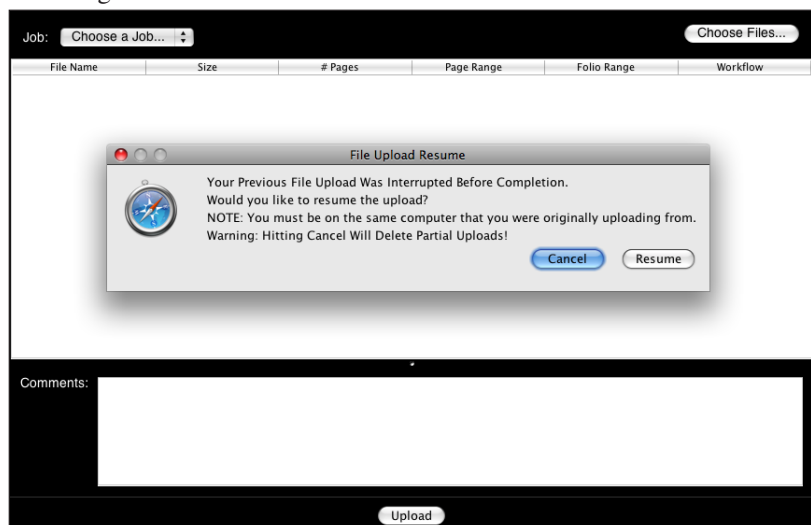 Job: Choose a Job... Choose Files...
File Name Size # Pages Page Range Folio Range Workflow
File Upload Resume
Your Previous File Upload Was Interrupted Before Completion.
Would you like to resume the upload?
NOTE: You must be on the same computer that you were originally uploading from.
Warning: Hitting Cancel Will Delete Partial Uploads!
Cancel Resume
Comments:
Upload